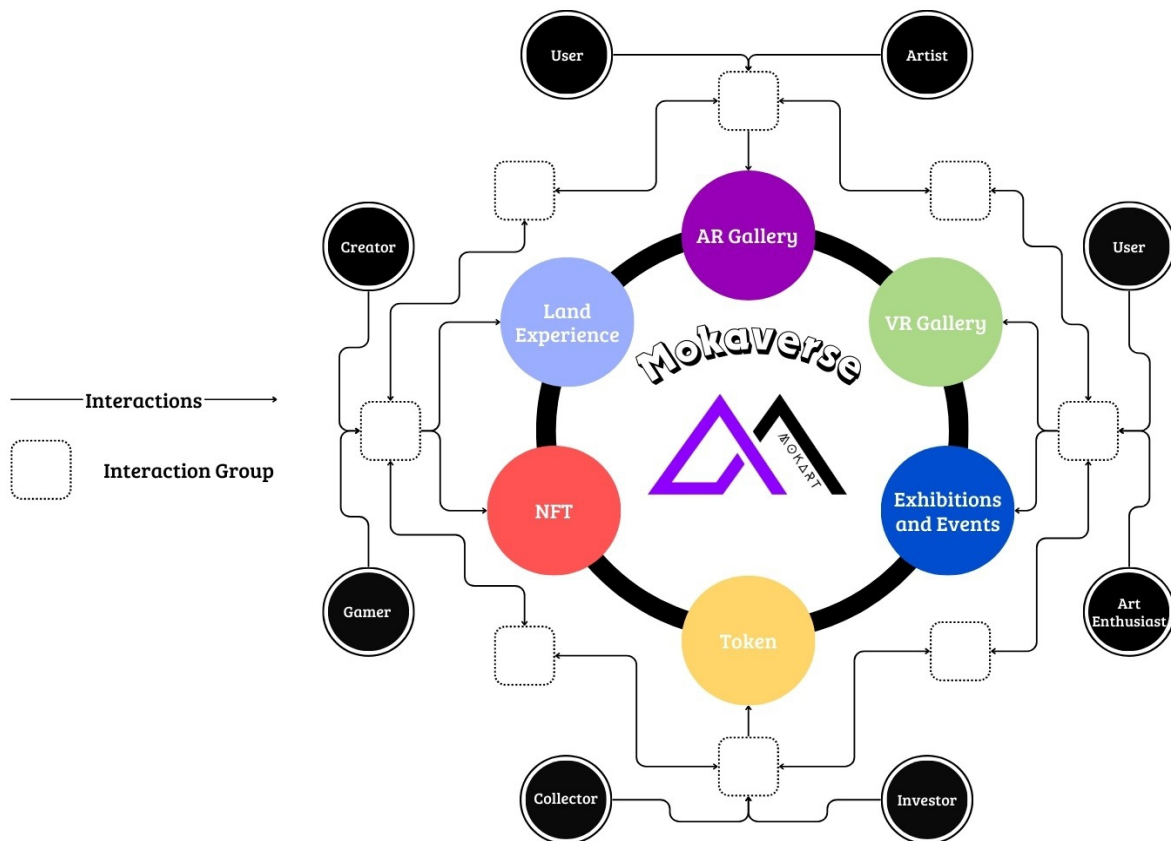 User
Artist
AR Gallery
Creator
User
Land
Experience
VR Gallery
Mokaverse
Interactions
MOKART
Interaction Group
NFT
Exhibitions
and Events
Gamer
Art
Enthusiast
Token
Collector
Investor